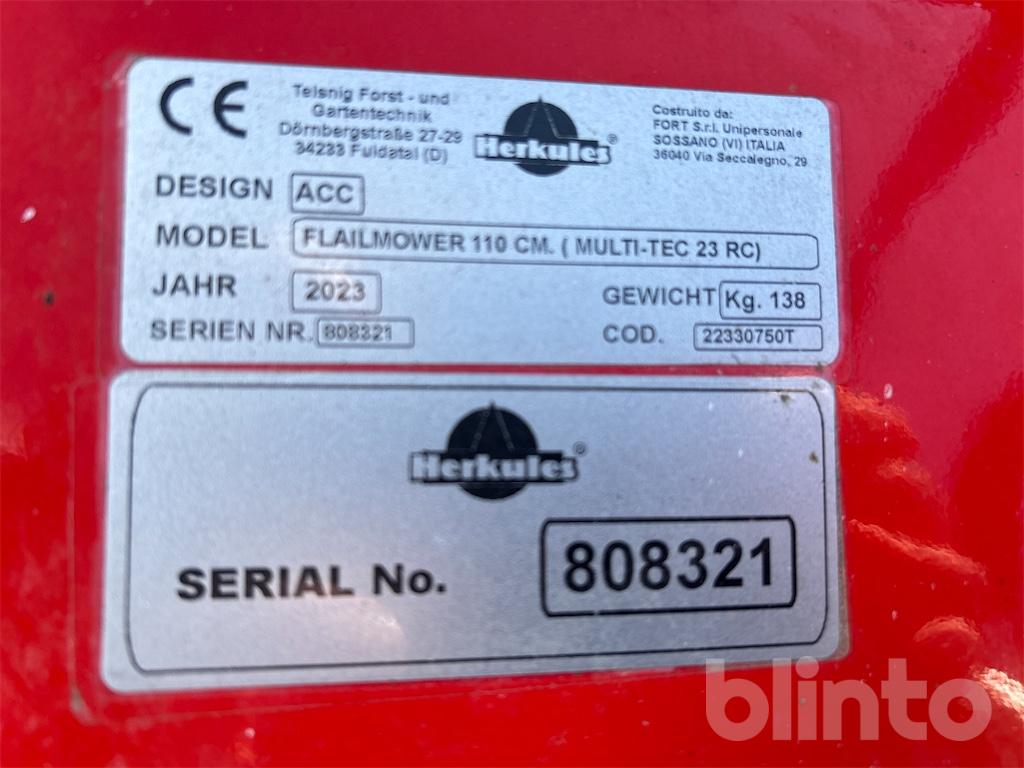 CE
Telsnig Forst - und
Gartentechnik
Dörnbergstraße 27-29
34233 Fuldatal (D)
Herkules®
Costruito da:
FORT S.r.l. Unipersonale
SOSSANO (VI) ITALIA
36040 Via Seccalegno, 29
DESIGN ACC
MODEL FLAILMOWER 110 CM. ( MULTI-TEC 23 RC)
JAHR 2023 GEWICHT Kg. 138
SERIEN NR. 808321 COD. 22330750T
Herkules®
SERIAL No. 808321
blinto